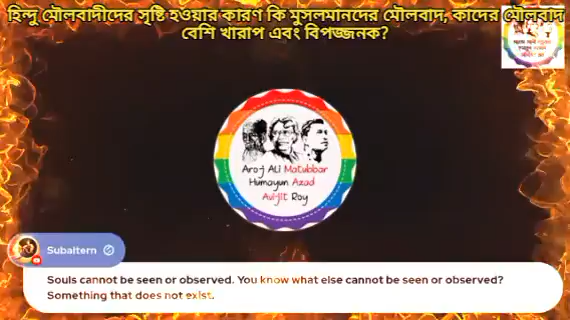 হিন্দু মৌলবাদীদের সৃষ্টি হওয়ার কারণ কি মুসলমানদের মৌলবাদ, কাদের মৌলবাদ
বেশি খারাপ এবং বিপজ্জনক?
Aroj Ali Matubbar
Humayun Azad
Avijit Roy
Subaltern
Souls cannot be seen or observed. You know what else cannot be seen or observed?
Something that does not exist.